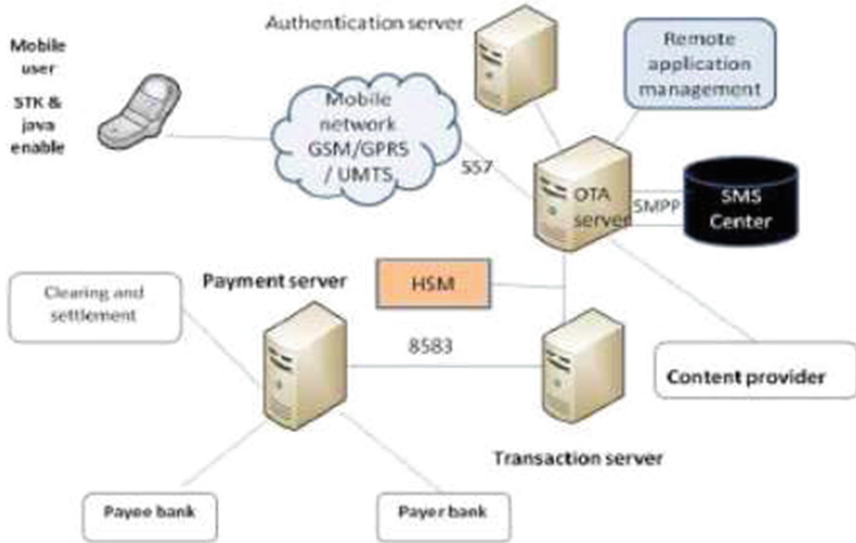 Authentication server
Mobile
user
STK &
java
enable
Remote
application
management
Mobile
network
GSM/GPRS
/ UMTS
SS7
OTA
server
SMPP
SMS
Center
Payment server
Clearing and
settlement
HSM
8583
Content provider
Transaction server
Payee bank
Payer bank